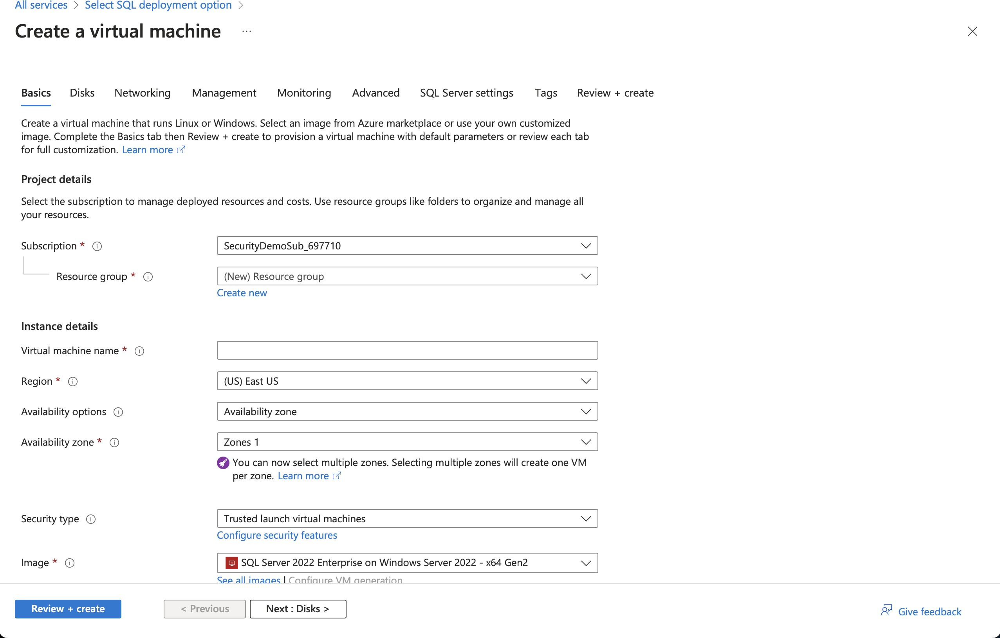 All services > Select SQL deployment option >
Create a virtual machine ...
Basics Disks Networking Management Monitoring Advanced SQL Server settings Tags Review + create
Create a virtual machine that runs Linux or Windows. Select an image from Azure marketplace or use your own customized
image. Complete the Basics tab then Review + create to provision a virtual machine with default parameters or review each tab
for full customization. Learn more
Project details
Select the subscription to manage deployed resources and costs. Use resource groups like folders to organize and manage all
your resources.
Subscription * SecurityDemoSub_697710
Resource group * (New) Resource group
Create new
Instance details
Virtual machine name *
Region * (US) East US
Availability options Availability zone
Availability zone * Zones 1
You can now select multiple zones. Selecting multiple zones will create one VM
per zone. Learn more
Security type Trusted launch virtual machines
Configure security features
Image * SQL Server 2022 Enterprise on Windows Server 2022 - x64 Gen2
See all images | Configure VM generation
Review + create < Previous Next : Disks > Give feedback